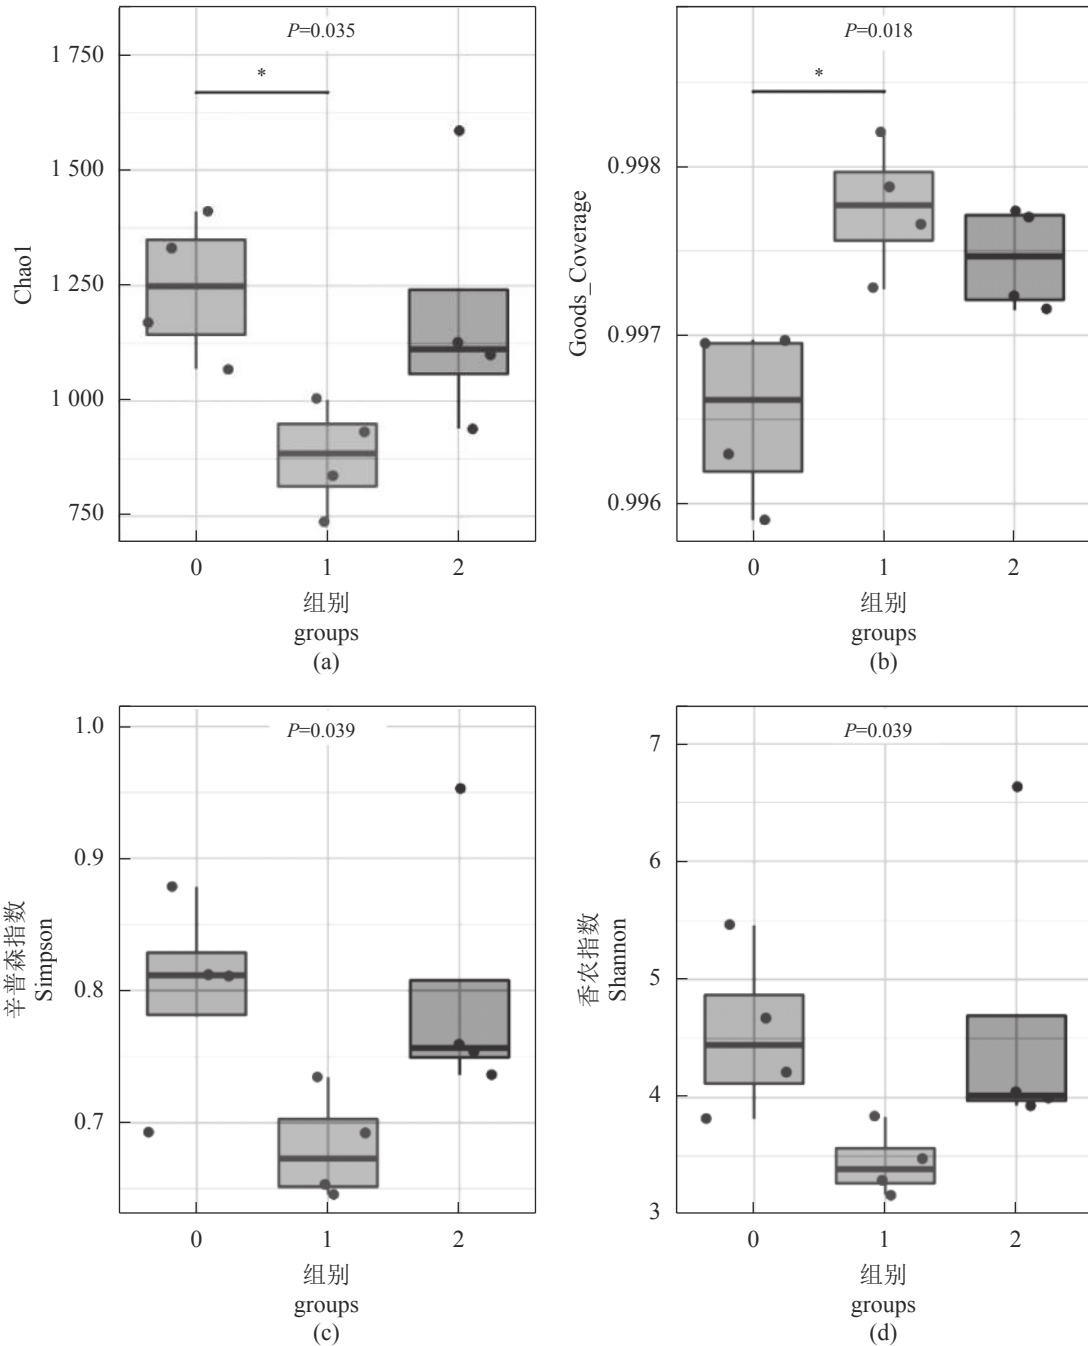 P=0.035
*
1 750
1 500
1 250
1 000
750
Chao1
0
1
2
组别
groups
(a)
P=0.018
*
0.998
0.997
0.996
Goods_Coverage
0
1
2
组别
groups
(b)
P=0.039
1.0
0.9
0.8
0.7
辛普森指数
Simpson
0
1
2
组别
groups
(c)
P=0.039
7
6
5
4
3
香农指数
Shannon
0
1
2
组别
groups
(d)